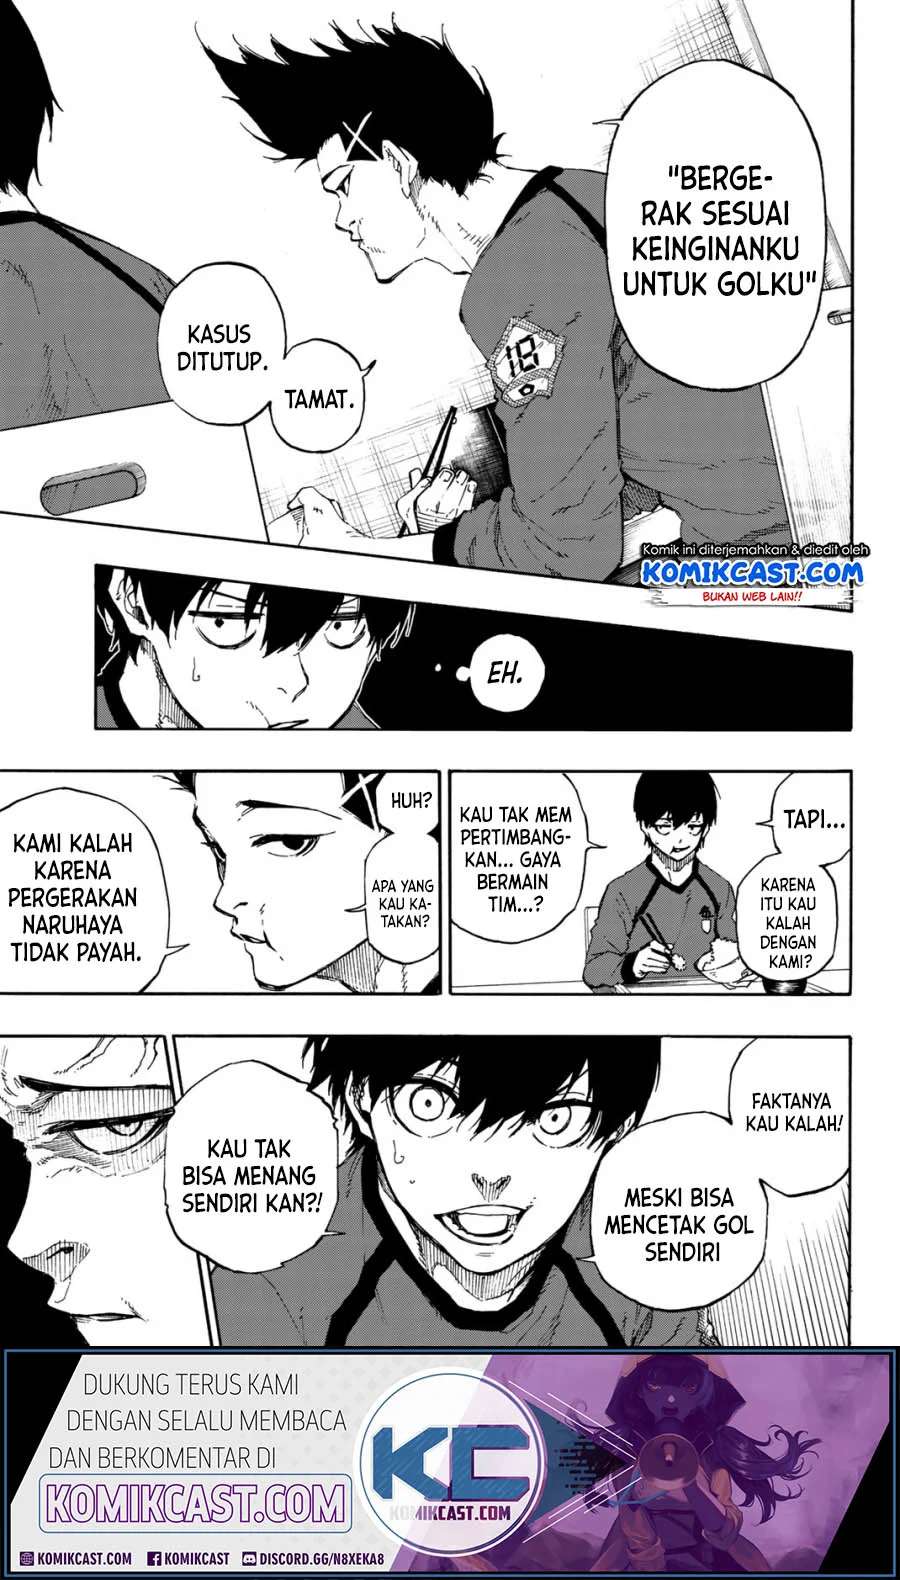 "BERGE-
RAK SESUAI
KEINGINANKU
UNTUK GOLKU"
KASUS
DITUTUP.
TAMAT.
18
Komik ini diterjemahkan & diedit oleh
KOMIKCAST.COM
BUKAN WEB LAIN!!
EH.
TAPI...
KARENA
ITU KAU
KALAH
DENGAN
KAMI?
KAU TAK MEM
PERTIMBANG-
KAN... GAYA
BERMAIN
TIM...?
HUH?
APA YANG
KAU KA-
TAKAN?
KAMI KALAH
KARENA
PERGERAKAN
NARUHAYA
TIDAK PAYAH.
FAKTANYA
KAU KALAH!
MESKI BISA
MENCETAK GOL
SENDIRI
KAU TAK
BISA MENANG
SENDIRI KAN?!
DUKUNG TERUS KAMI
DENGAN SELALU MEMBACA
DAN BERKOMENTAR DI
KOMIKCAST.COM
KC
KOMIKCAST.COM
KOMIKCAST.COM
KOMIKCAST
DISCORD.GG/N8XEKA8